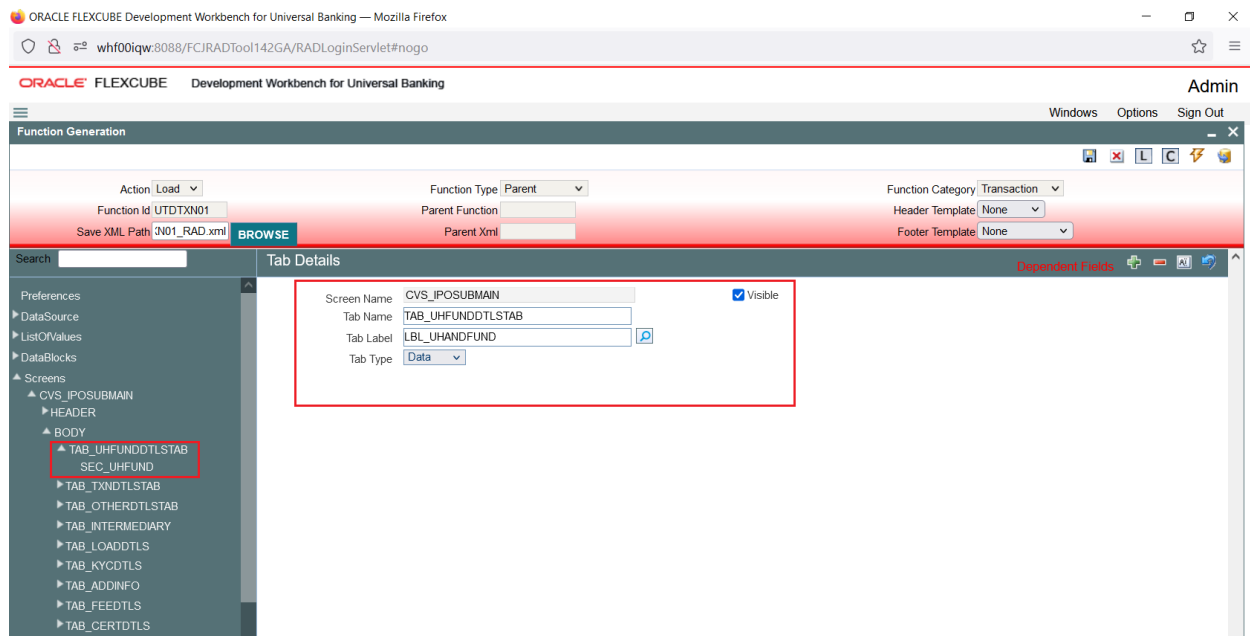 ORACLE FLEXCUBE Development Workbench for Universal Banking — Mozilla Firefox
whf00iqw:8088/FCJRADTool142GA/RADLoginServlet#nogo
ORACLE FLEXCUBE Development Workbench for Universal Banking Admin
Windows Options Sign Out
Function Generation
L C
Action Load Function Type Parent Function Category Transaction
Function Id UTDTXN01 Parent Function Header Template None
Save XML Path XN01_RAD.xml BROWSE Parent Xml Footer Template None
Search Tab Details Dependent Fields
Preferences
DataSource
ListOfValues
DataBlocks
Screens
CVS_IPOSUBMAIN
HEADER
BODY
TAB_UHFUNDDTLSTAB
SEC_UHFUND
TAB_TXNDTLSTAB
TAB_OTHERDTLSTAB
TAB_INTERMEDIARY
TAB_LOADDTLS
TAB_KYCDTLS
TAB_ADDINFO
TAB_FEEDTLS
TAB_CERTDTLS
Screen Name CVS_IPOSUBMAIN Visible
Tab Name TAB_UHFUNDDTLSTAB
Tab Label LBL_UHANDFUND
Tab Type Data